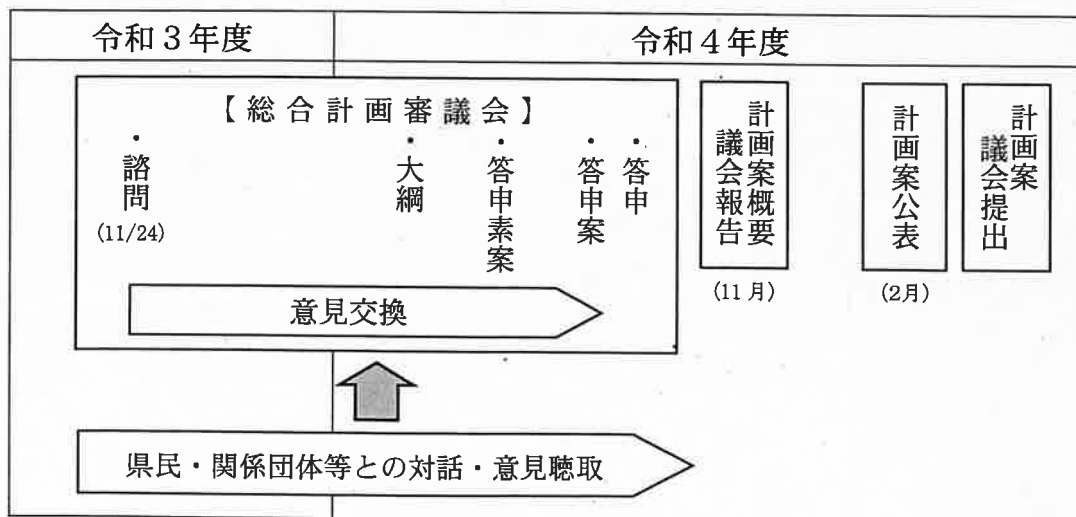 令和3年度
令和4年度
【総合計画審議会】
・諮問
(11/24)
・大綱
・答申素案
・答申案
・答申
意見交換
計画案概要
議会報告
(11月)
計画案公表
(2月)
計画案
議会提出
県民・関係団体等との対話・意見聴取